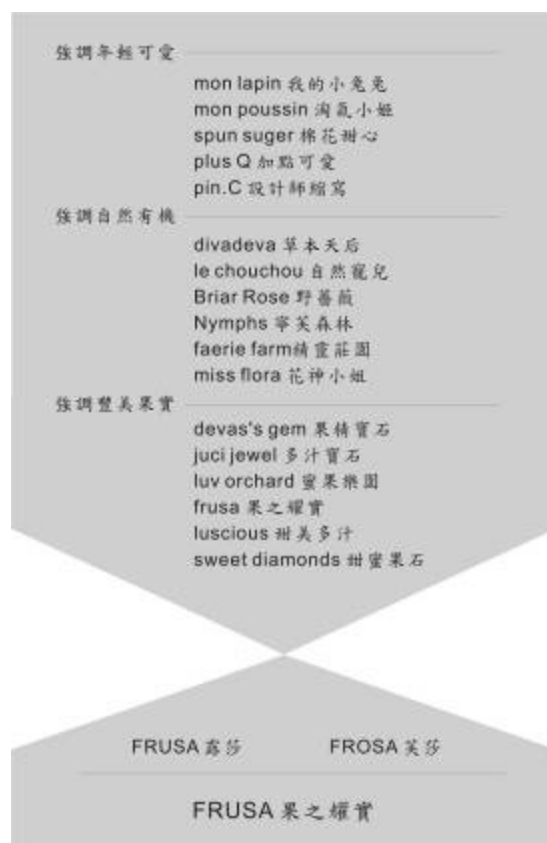 強調年輕可愛
mon lapin 我的小兔兔
mon poussin 淘氣小姬
spun suger 棉花甜心
plus Q 加點可愛
pin.C 設計師縮寫
強調自然有機
divadeva 草本天后
le chouchou 自然寵兒
Briar Rose 野薔薇
Nymphs 寧芙森林
faerie farm精靈莊園
miss flora 花神小姐
強調豐美果實
devas's gem 果精寶石
juci jewel 多汁寶石
luv orchard 蜜果樂園
frusa 果之耀實
luscious 甜美多汁
sweet diamonds 甜蜜果石
FRUSA 露莎 FROSA 芙莎
FRUSA 果之耀實